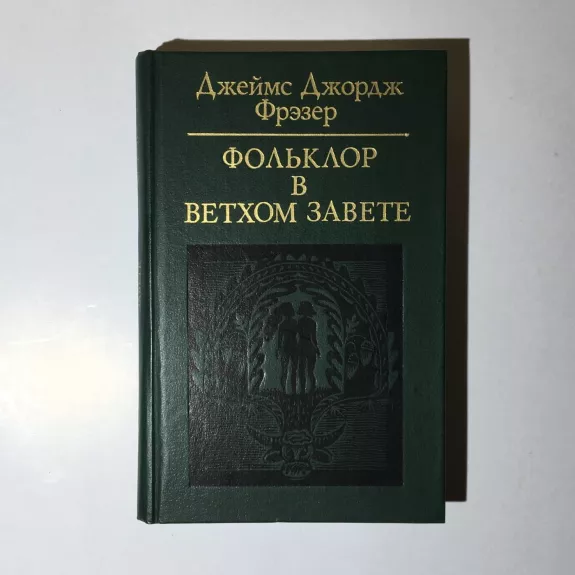 Джеймс Джордж
Фрэзер
ФОЛЬКЛОР
В
ВЕТХОМ ЗАВЕТЕ